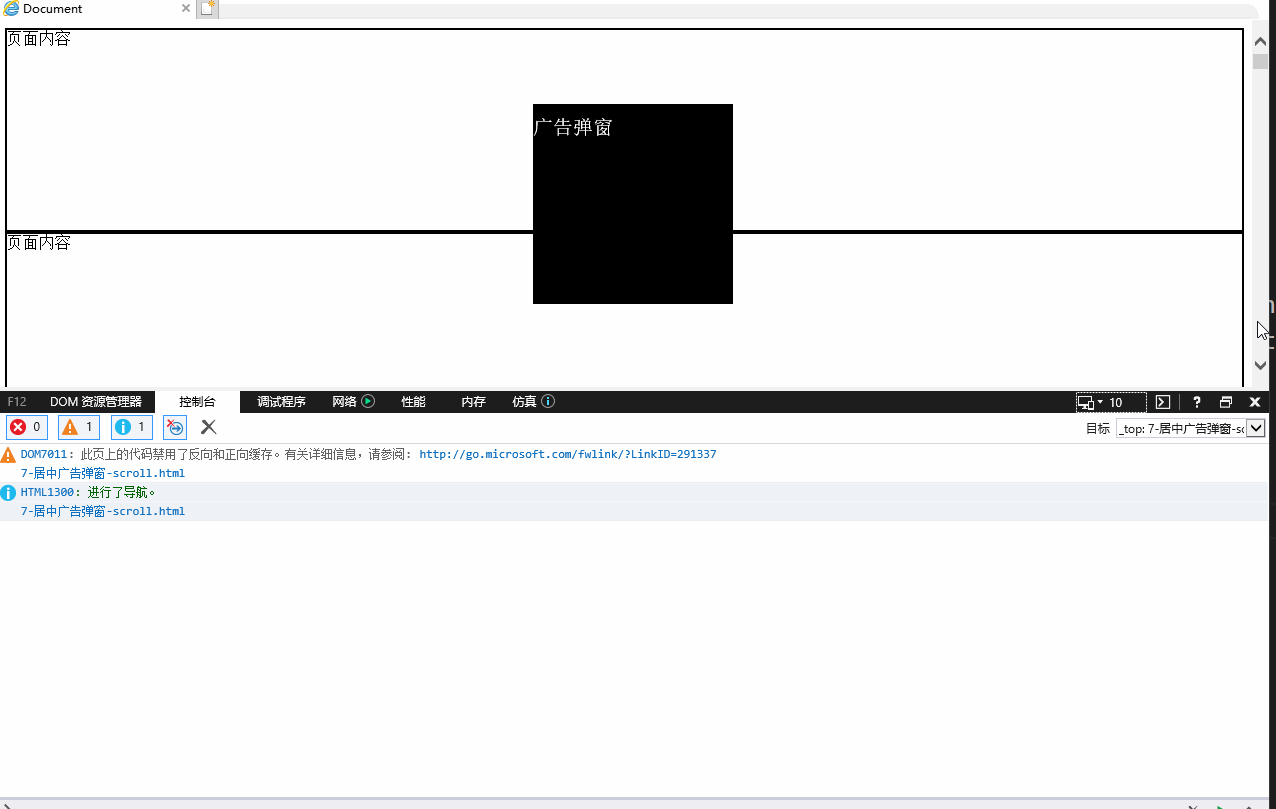 Document
页面内容
广告弹窗
页面内容
F12 DOM 资源管理器 控制台 调试程序 网络 性能 内存 仿真 10 ?
0 1 1 目标 _top: 7-居中广告弹窗-sc
DOM7011: 此页上的代码禁用了反向和正向缓存。有关详细信息，请参阅: http://go.microsoft.com/fwlink/?LinkID=291337
7-居中广告弹窗-scroll.html
HTML1300: 进行了导航。
7-居中广告弹窗-scroll.html